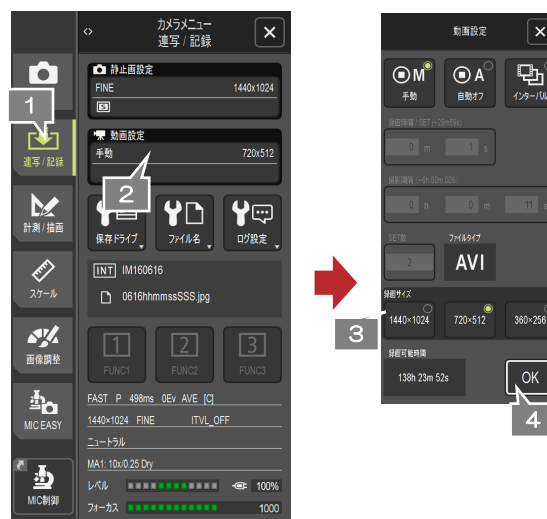 カメラメニュー
連写 / 記録
静止画設定
FINE 1440x1024
S
動画設定
手動 720x512
1
2
連写 / 記録
計測 / 描画
スケール
画像調整
MIC EASY
MIC制御
保存ドライブ ファイル名 ログ設定
INT IM160616
0616hhmmssSSS.jpg
1 2 3
FUNC1 FUNC2 FUNC3
FAST P 498ms 0Ev AVE [C]
1440×1024 FINE ITVL_OFF
ニュートラル
MA1: 10x/0.25 Dry
レベル 100%
フォーカス 1000
動画設定
M A
手動 自動オフ インターバル
録画時間 / SET (~29m59s)
0 m 1 s
撮影間隔 (~6h 00m 00S)
0 h 0 m 11 s
SET数 ファイルタイプ
2 AVI
録画サイズ
1440×1024 720×512 360×256
3
録画可能時間
138h 23m 52s OK
4